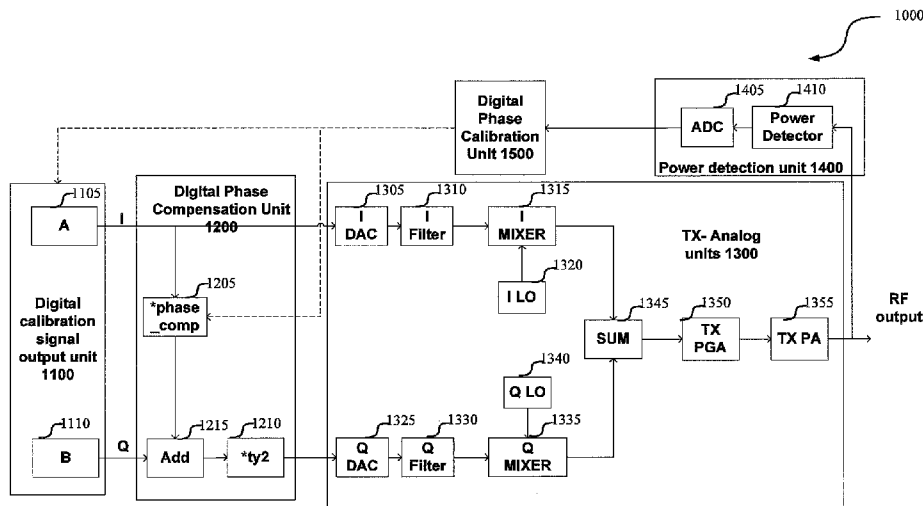 1000
1405
1410
Digital
Phase
Calibration
Unit 1500
ADC
Power
Detector
Power detection unit 1400
1105
A
I
Digital Phase
Compensation Unit
1200
1305
I
DAC
1310
I
Filter
1315
I
MIXER
TX- Analog
units 1300
1205
*phase
_comp
1320
I LO
1345
SUM
1350
TX
PGA
1355
TX PA
RF
output
Digital
calibration
signal
output unit
1100
1340
Q LO
1110
B
Q
1215
Add
1210
*ty2
1325
Q
DAC
1330
Q
Filter
1335
Q
MIXER